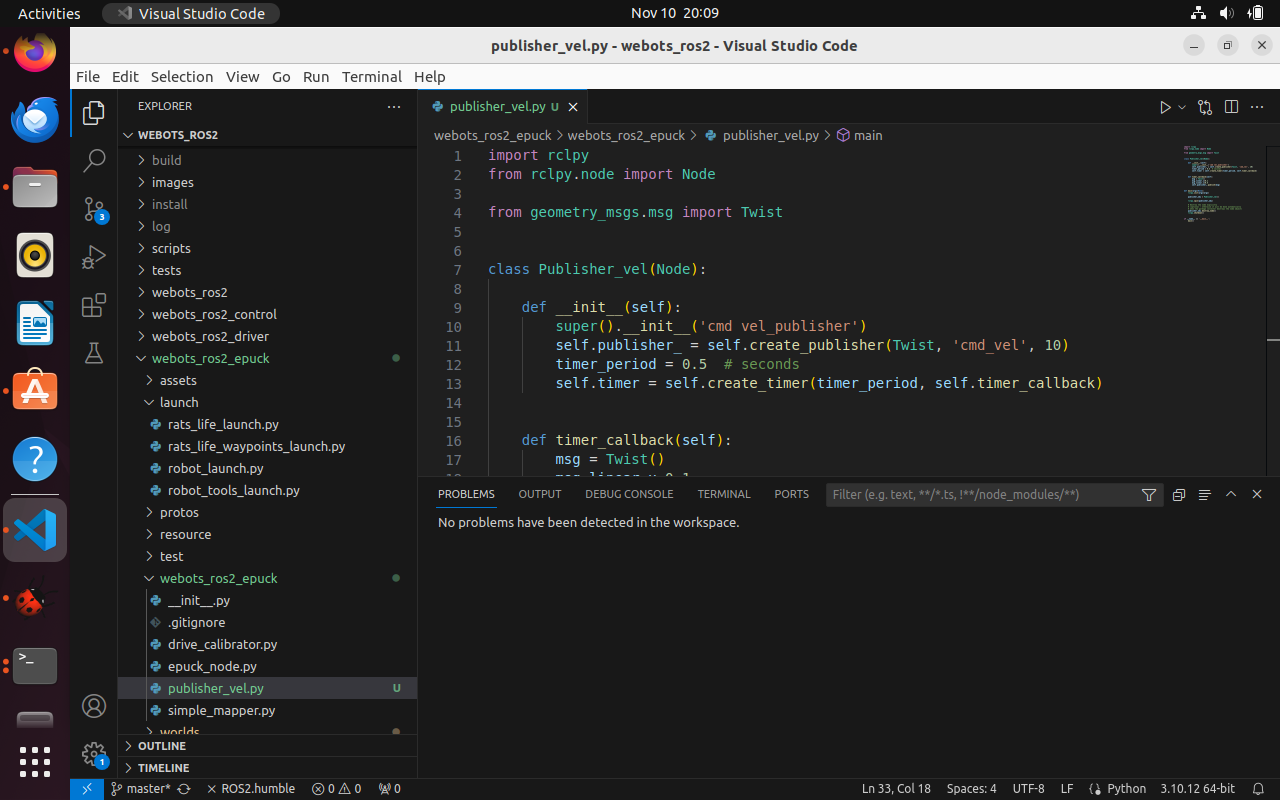 Activities
Visual Studio Code
Nov 10 20:09
publisher_vel.py - webots_ros2 - Visual Studio Code
File Edit Selection View Go Run Terminal Help
EXPLORER
WEBOTS_ROS2
build
images
install
log
scripts
tests
webots_ros2
webots_ros2_control
webots_ros2_driver
webots_ros2_epuck
assets
launch
rats_life_launch.py
rats_life_waypoints_launch.py
robot_launch.py
robot_tools_launch.py
protos
resource
test
webots_ros2_epuck
__init__.py
.gitignore
drive_calibrator.py
epuck_node.py
publisher_vel.py U
simple_mapper.py
worlds
OUTLINE
TIMELINE
3
1
publisher_vel.py U
webots_ros2_epuck > webots_ros2_epuck > publisher_vel.py > main
1 import rclpy
2 from rclpy.node import Node
3
4 from geometry_msgs.msg import Twist
5
6
7 class Publisher_vel(Node):
8
9 def __init__(self):
10 super().__init__('cmd vel_publisher')
11 self.publisher_ = self.create_publisher(Twist, 'cmd_vel', 10)
12 timer_period = 0.5 # seconds
13 self.timer = self.create_timer(timer_period, self.timer_callback)
14
15
16 def timer_callback(self):
17 msg = Twist()
PROBLEMS OUTPUT DEBUG CONSOLE TERMINAL PORTS
Filter (e.g. text, **/*.ts, !**/node_modules/**)
No problems have been detected in the workspace.
master* ROS2.humble 0 0 0
Ln 33, Col 18 Spaces: 4 UTF-8 LF Python 3.10.12 64-bit